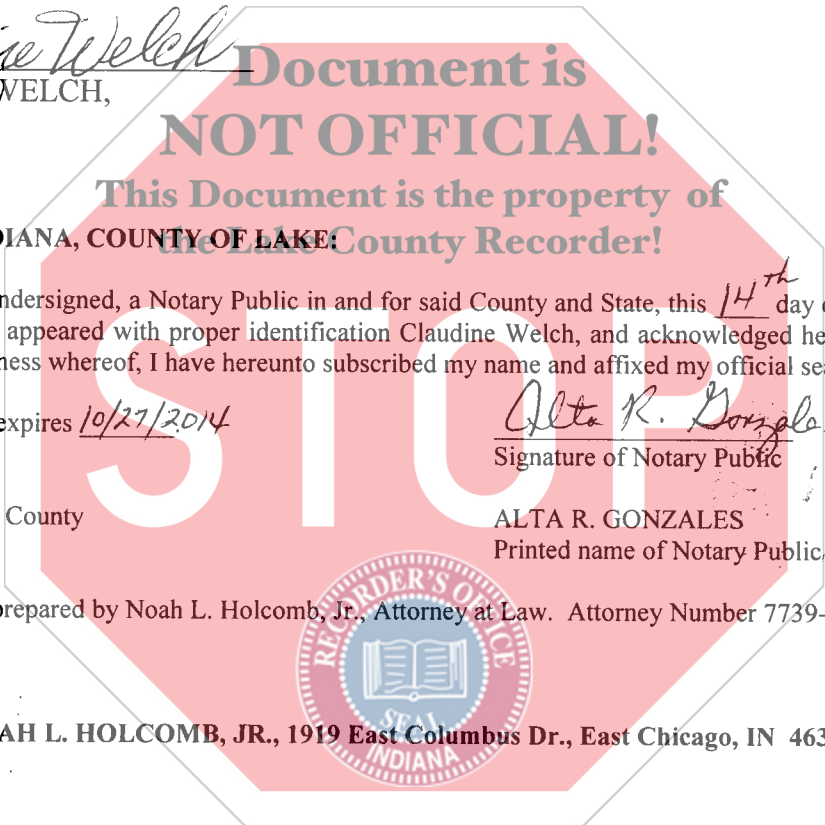 ine Welch
WELCH,
Document is
NOT OFFICIAL!
This Document is the property of
the Lake County Recorder!
DIANA, COUNTY OF LAKE:
ndersigned, a Notary Public in and for said County and State, this 14th day
appeared with proper identification Claudine Welch, and acknowledged he
ness whereof, I have hereunto subscribed my name and affixed my official sea
expires 10/27/2014
Alta R. Gonzale
Signature of Notary Public
STOP
County
ALTA R. GONZALES
Printed name of Notary Public
prepared by Noah L. Holcomb, Jr., Attorney at Law. Attorney Number 7739-
RECORDER'S OFFICE
SEAL
INDIANA
AH L. HOLCOMB, JR., 1919 East Columbus Dr., East Chicago, IN 463